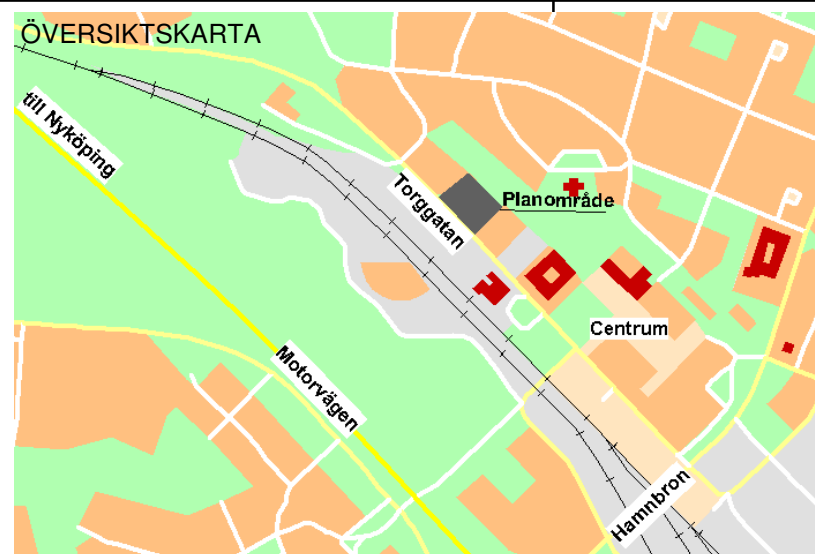 ÖVERSIKTSKARTA
till Nyköping
Torggatan
Planområde
Centrum
Motorvägen
Hamnbron